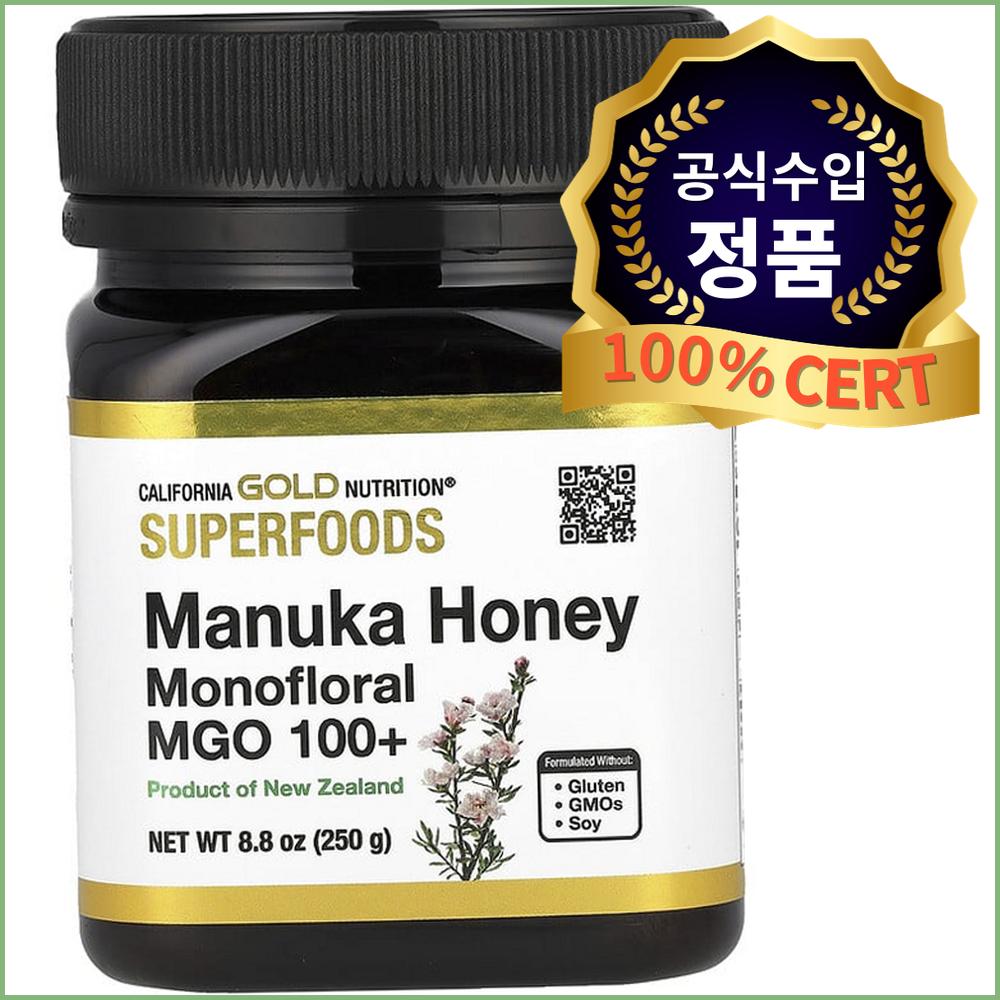 공식수입
정품
100% CERT
CALIFORNIA GOLD NUTRITION®
SUPERFOODS
Manuka Honey
Monofloral
MGO 100+
Product of New Zealand
NET WT 8.8 oz (250 g)
Formulated Without:
• Gluten
• GMOs
• Soy